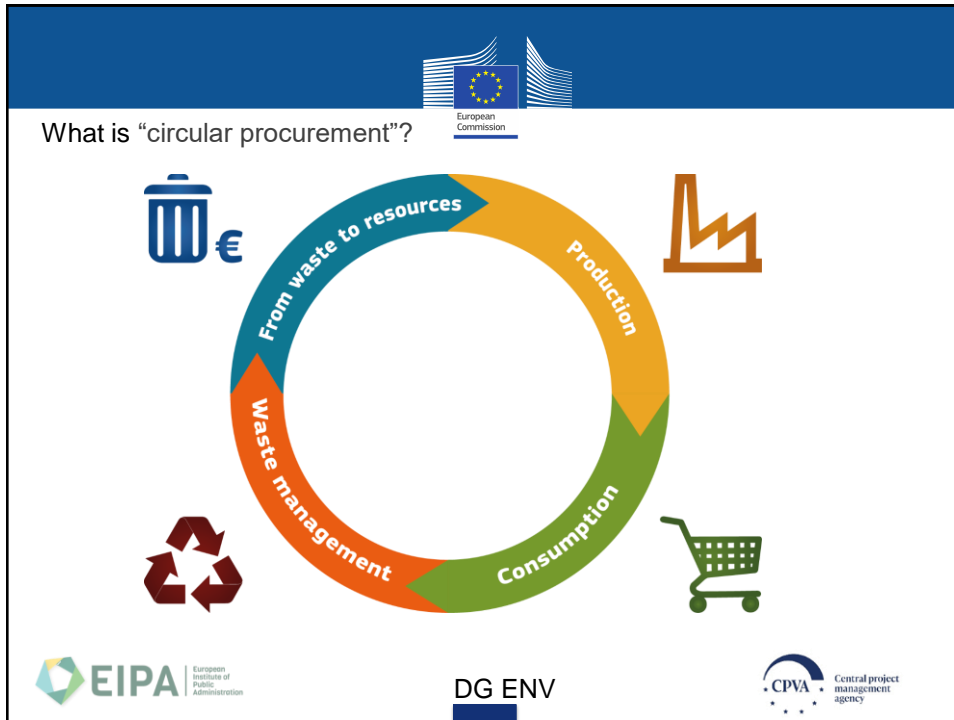 European
Commission
What is “circular procurement”?
From waste to resources
Production
€
Waste management
Consumption
EIPA
European
Institute of
Public
Administration
DG ENV
CPVA
Central project
management
agency